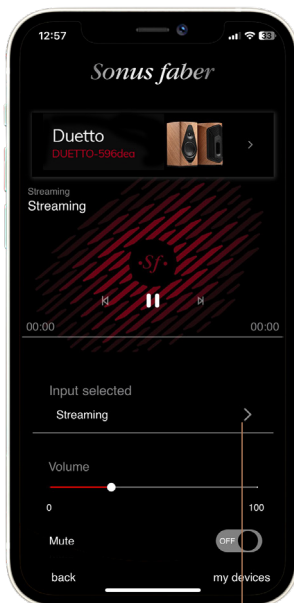 12:57
33
Sonus faber
Duetto
DUETTO-596dea
Streaming
Streaming
Sf
00:00 00:00
Input selected
Streaming
Volume
0 100
Mute OFF
back my devices